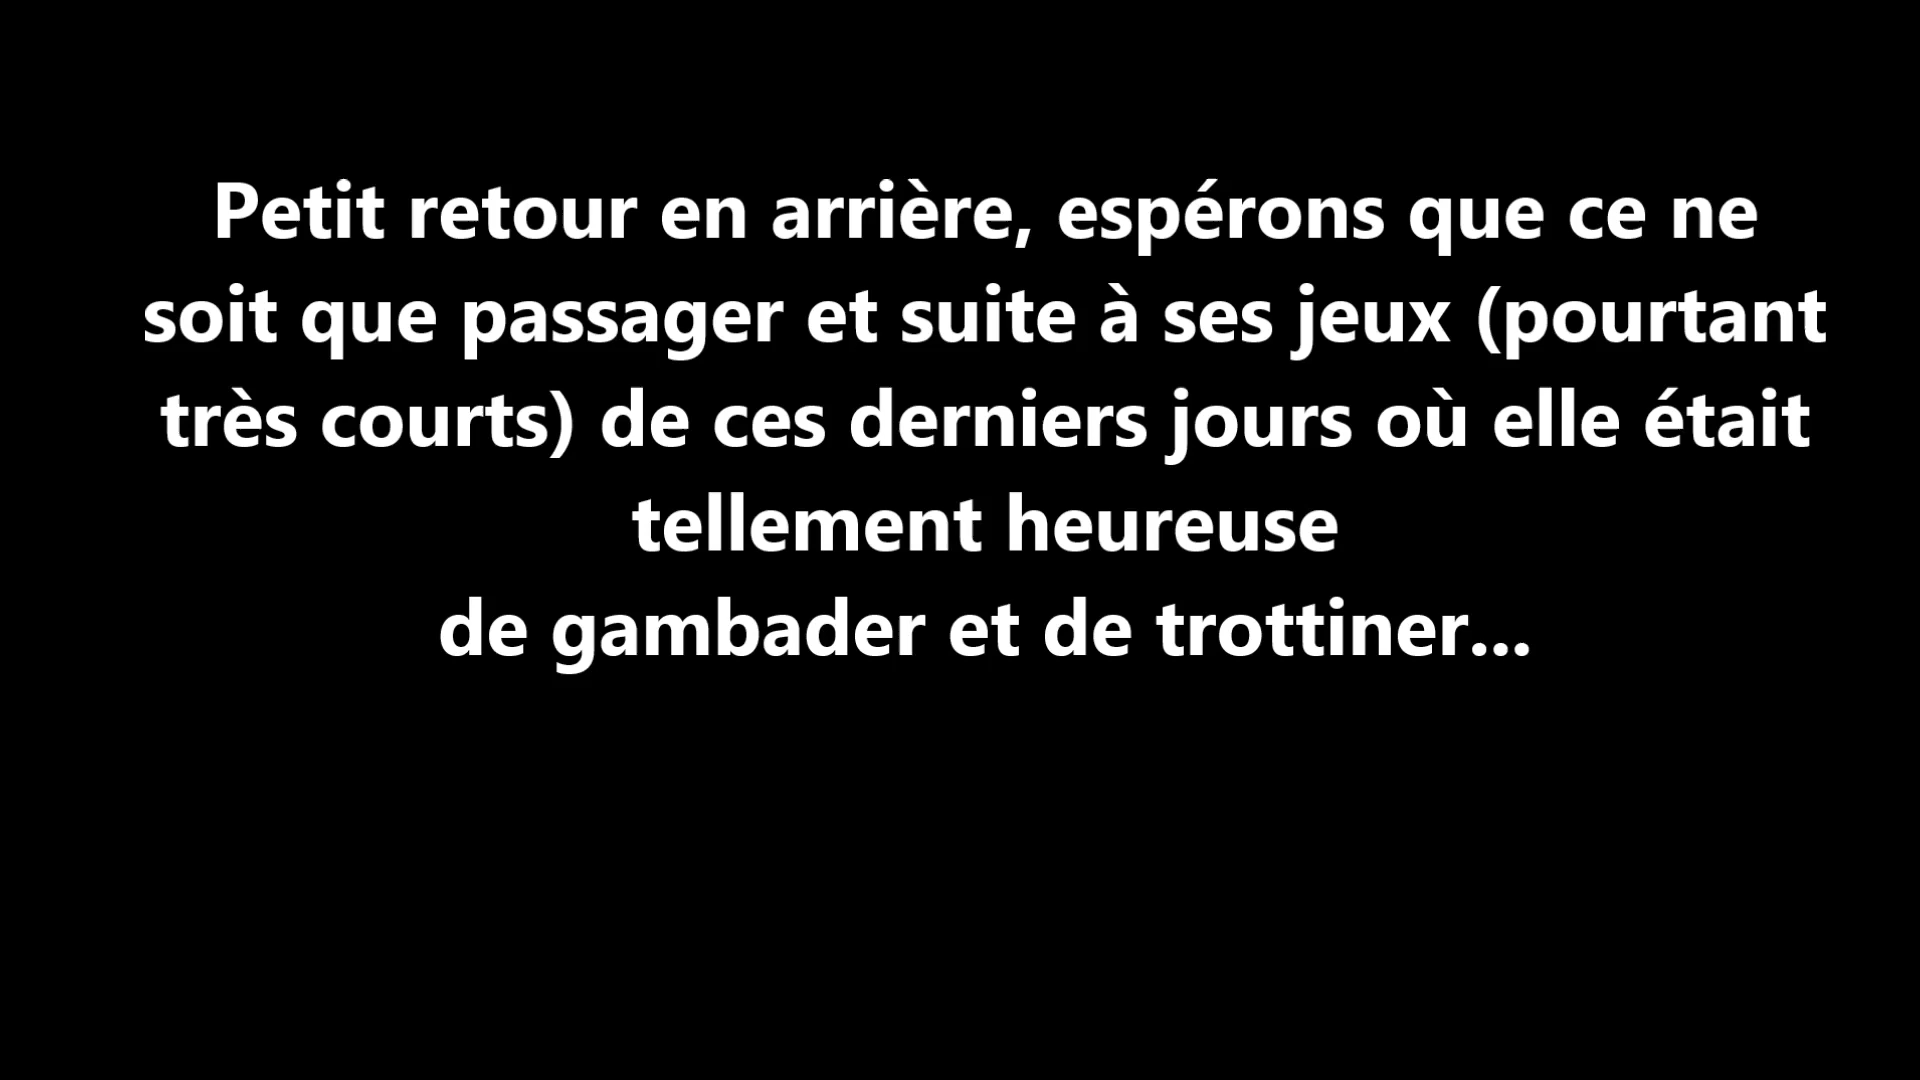 Petit retour en arrière, espérons que ce ne
soit que passager et suite à ses jeux (pourtant
très courts) de ces derniers jours où elle était
tellement heureuse
de gambader et de trottiner...